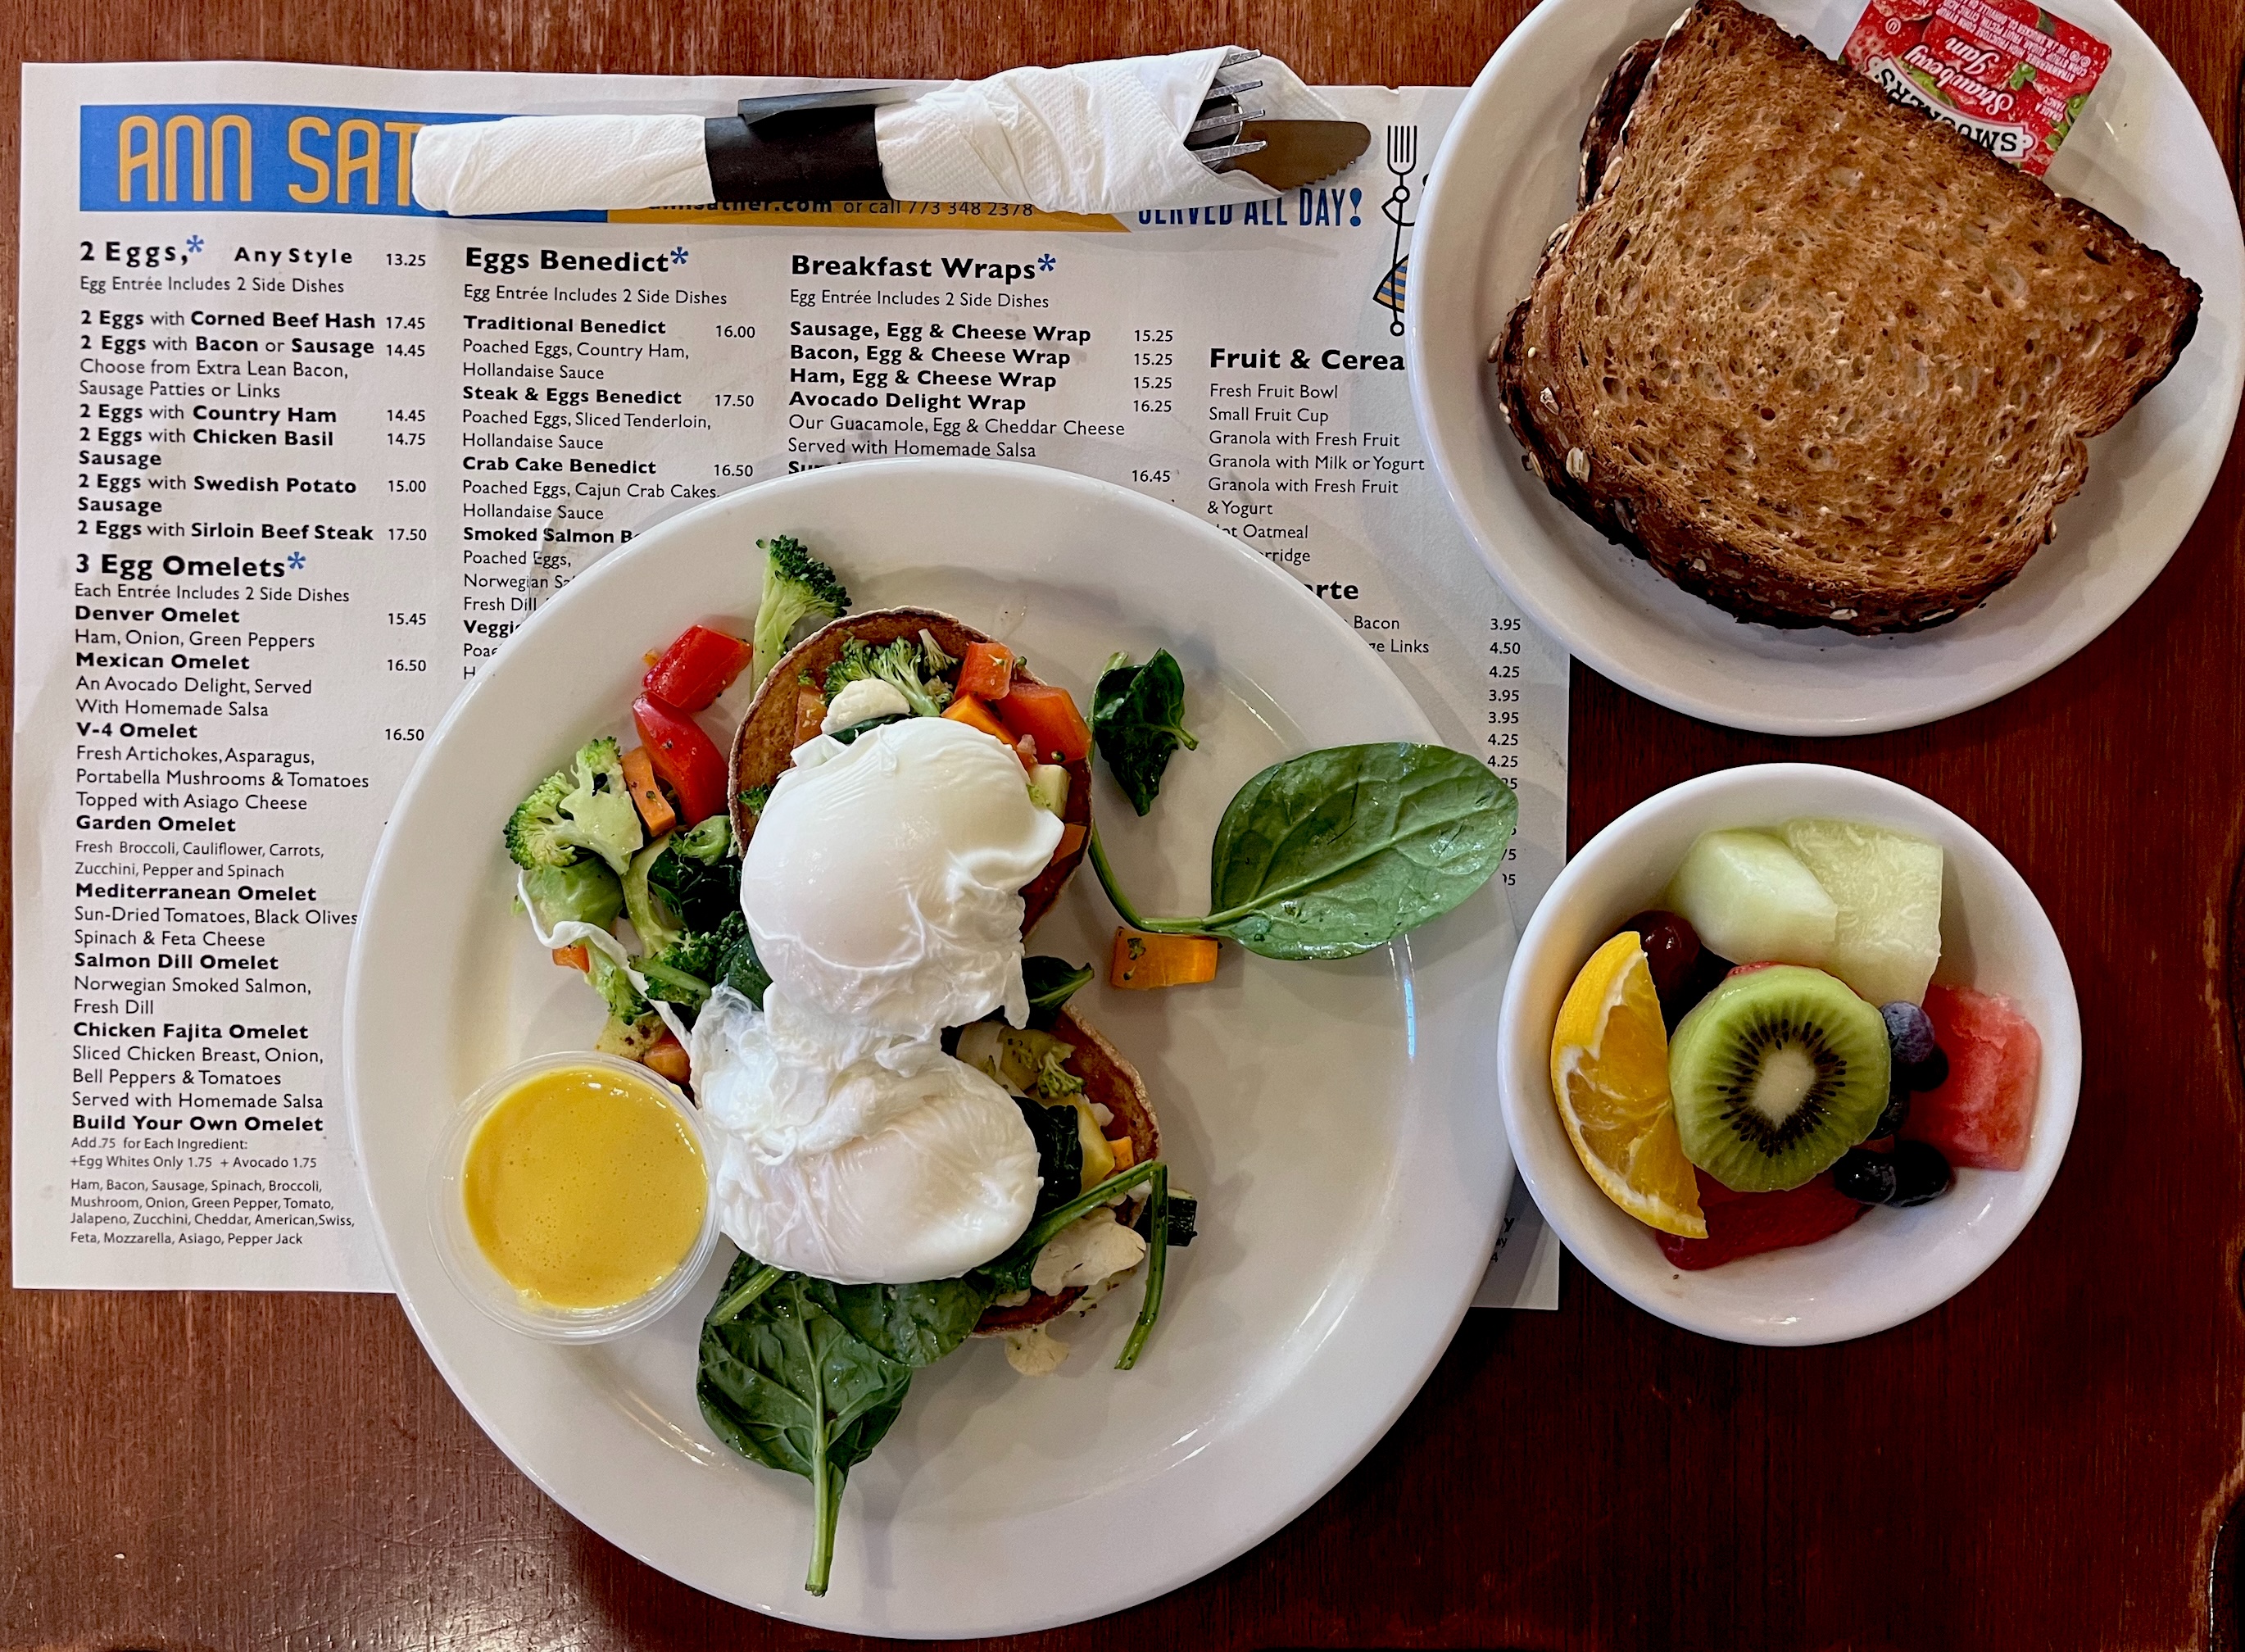 ANN SAT
annsather.com or call 773 348 2378
SERVED ALL DAY!
2 Eggs,* Any Style 13.25
Egg Entrée Includes 2 Side Dishes
2 Eggs with Corned Beef Hash 17.45
2 Eggs with Bacon or Sausage 14.45
Choose from Extra Lean Bacon,
Sausage Patties or Links
2 Eggs with Country Ham 14.45
2 Eggs with Chicken Basil 14.75
Sausage
2 Eggs with Swedish Potato 15.00
Sausage
2 Eggs with Sirloin Beef Steak 17.50
3 Egg Omelets*
Each Entrée Includes 2 Side Dishes
Denver Omelet 15.45
Ham, Onion, Green Peppers
Mexican Omelet 16.50
An Avocado Delight, Served
With Homemade Salsa
V-4 Omelet 16.50
Fresh Artichokes, Asparagus,
Portabella Mushrooms & Tomatoes
Topped with Asiago Cheese
Garden Omelet
Fresh Broccoli, Cauliflower, Carrots,
Zucchini, Pepper and Spinach
Mediterranean Omelet
Sun-Dried Tomatoes, Black Olives
Spinach & Feta Cheese
Salmon Dill Omelet
Norwegian Smoked Salmon,
Fresh Dill
Chicken Fajita Omelet
Sliced Chicken Breast, Onion,
Bell Peppers & Tomatoes
Served with Homemade Salsa
Build Your Own Omelet
Add .75 for Each Ingredient:
+Egg Whites Only 1.75 + Avocado 1.75
Ham, Bacon, Sausage, Spinach, Broccoli,
Mushroom, Onion, Green Pepper, Tomato,
Jalapeno, Zucchini, Cheddar, American, Swiss,
Feta, Mozzarella, Asiago, Pepper Jack
Eggs Benedict*
Egg Entrée Includes 2 Side Dishes
Traditional Benedict 16.00
Poached Eggs, Country Ham,
Hollandaise Sauce
Steak & Eggs Benedict 17.50
Poached Eggs, Sliced Tenderloin,
Hollandaise Sauce
Crab Cake Benedict 16.50
Poached Eggs, Cajun Crab Cakes,
Hollandaise Sauce
Smoked Salmon Be
Poached Eggs,
Norwegian Sm
Fresh Dill
Veggi
Poac
H
Breakfast Wraps*
Egg Entrée Includes 2 Side Dishes
Sausage, Egg & Cheese Wrap 15.25
Bacon, Egg & Cheese Wrap 15.25
Ham, Egg & Cheese Wrap 15.25
Avocado Delight Wrap 16.25
Our Guacamole, Egg & Cheddar Cheese
Served with Homemade Salsa
16.45
Fruit & Cerea
Fresh Fruit Bowl
Small Fruit Cup
Granola with Fresh Fruit
Granola with Milk or Yogurt
Granola with Fresh Fruit
& Yogurt
ot Oatmeal
rridge
rte
Bacon 3.95
ge Links 4.50
4.25
3.95
3.95
4.25
4.25
SMUCKER'S
Strawberry
Jam